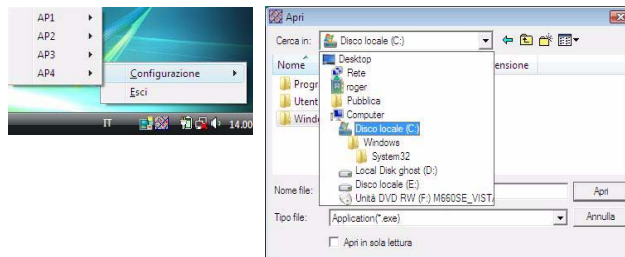 AP1
AP2
AP3
AP4
Configurazione
Esci
IT
14.00
Apri
Cerca in:
Disco locale (C:)
Nome
ensione
Progr
Utent
Windo
Desktop
Rete
roger
Pubblica
Computer
Disco locale (C:)
Windows
System32
Local Disk ghost (D:)
Disco locale (E:)
Unità DVD RW (F:) M660SE_VISTA
Nome file:
Apri
Tipo file:
Application(*.exe)
Annulla
Apri in sola lettura